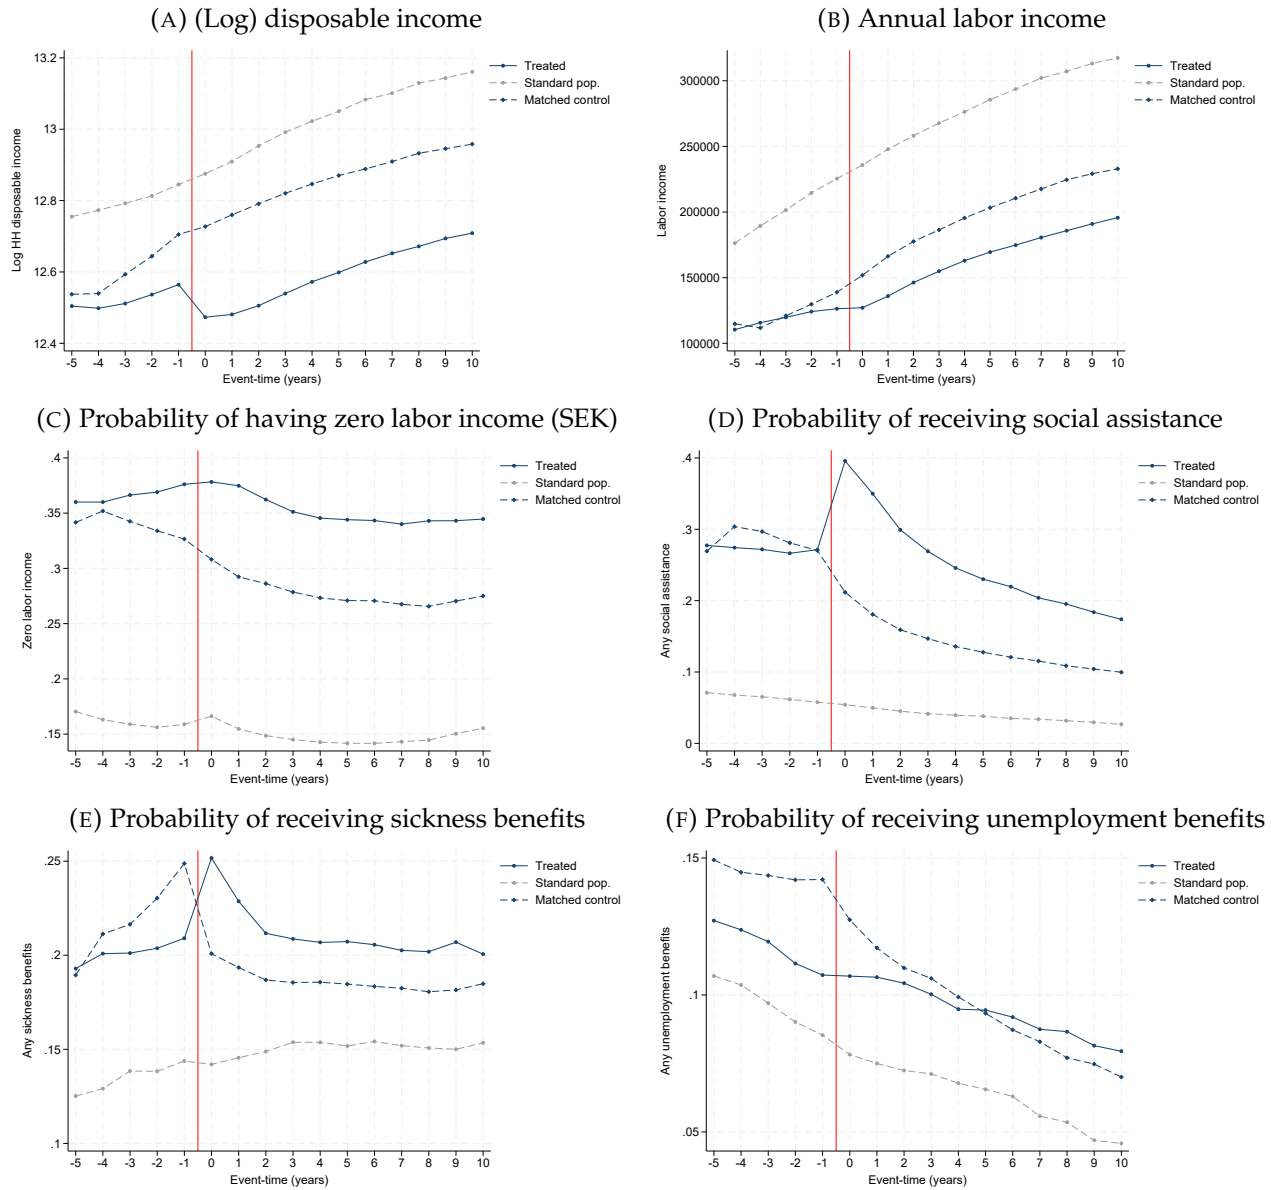 (A) (Log) disposable income
13.2
13
12.8
12.6
12.4
Log HH disposable income
-5 -4 -3 -2 -1 0 1 2 3 4 5 6 7 8 9 10
Event-time (years)
Treated
Standard pop.
Matched control
(B) Annual labor income
300000
250000
200000
150000
100000
Labor income
-5 -4 -3 -2 -1 0 1 2 3 4 5 6 7 8 9 10
Event-time (years)
Treated
Standard pop.
Matched control
(C) Probability of having zero labor income (SEK)
.4
.35
.3
.25
.2
.15
Zero labor income
-5 -4 -3 -2 -1 0 1 2 3 4 5 6 7 8 9 10
Event-time (years)
Treated
Standard pop.
Matched control
(D) Probability of receiving social assistance
.4
.3
.2
.1
0
Any social assistance
-5 -4 -3 -2 -1 0 1 2 3 4 5 6 7 8 9 10
Event-time (years)
Treated
Standard pop.
Matched control
(E) Probability of receiving sickness benefits
.25
.2
.15
.1
Any sickness benefits
-5 -4 -3 -2 -1 0 1 2 3 4 5 6 7 8 9 10
Event-time (years)
Treated
Standard pop.
Matched control
(F) Probability of receiving unemployment benefits
.15
.1
.05
Any unemployment benefits
-5 -4 -3 -2 -1 0 1 2 3 4 5 6 7 8 9 10
Event-time (years)
Treated
Standard pop.
Matched control